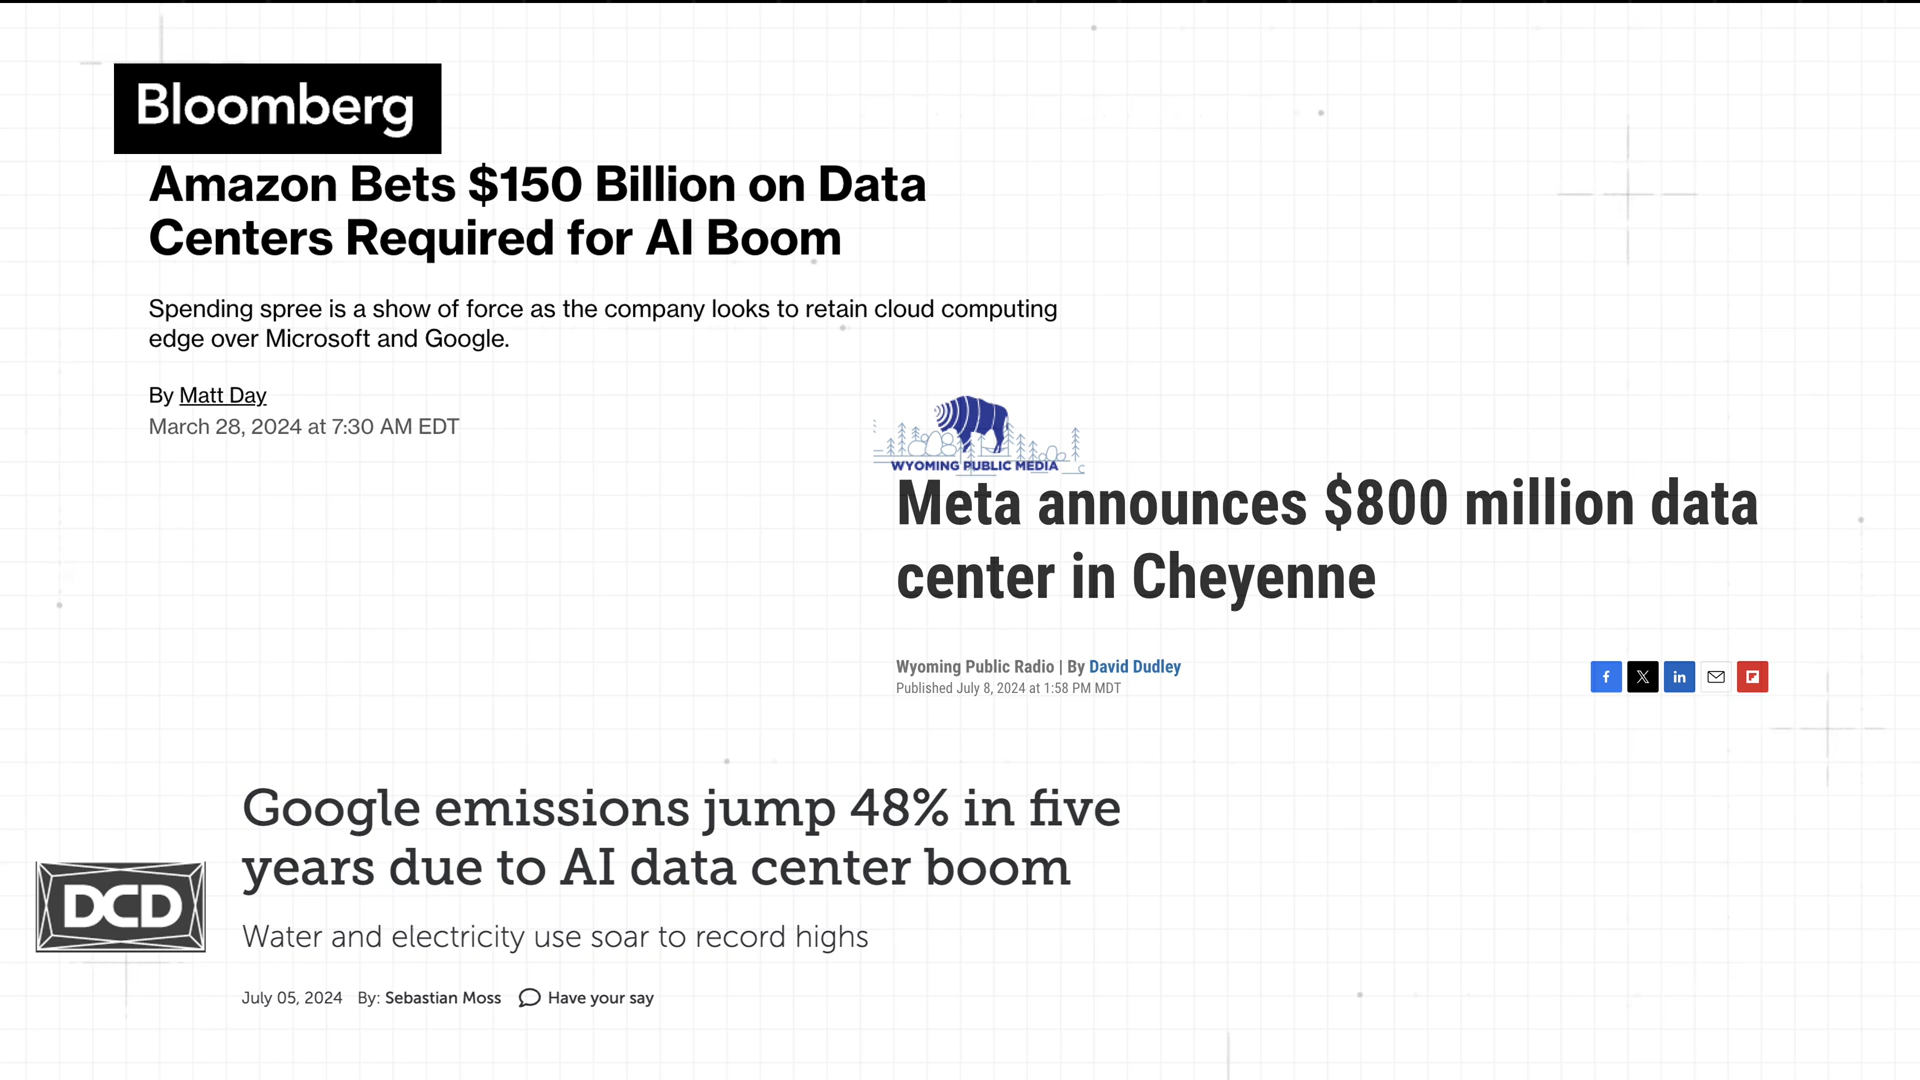 Bloomberg
Amazon Bets $150 Billion on Data
Centers Required for AI Boom
Spending spree is a show of force as the company looks to retain cloud computing
edge over Microsoft and Google.
By Matt Day
March 28, 2024 at 7:30 AM EDT
WYOMING PUBLIC MEDIA
Meta announces $800 million data
center in Cheyenne
Wyoming Public Radio | By David Dudley
Published July 8, 2024 at 1:58 PM MDT
f X in
Google emissions jump 48% in five
years due to AI data center boom
DCD
Water and electricity use soar to record highs
July 05, 2024 By: Sebastian Moss Have your say